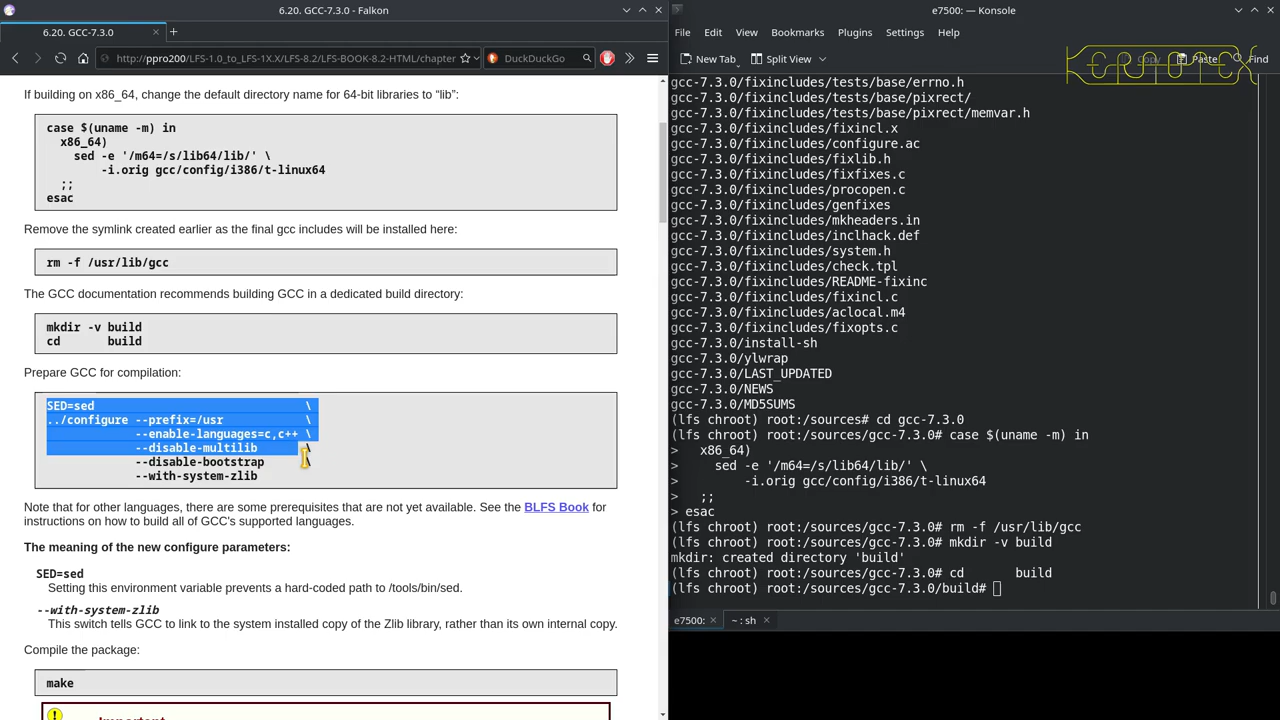 6.20. GCC-7.3.0 - Falkon
6.20. GCC-7.3.0
http://ppro200/LFS-1.0_to_LFS-1X.X/LFS-8.2/LFS-BOOK-8.2-HTML/chapter
DuckDuckGo
If building on x86_64, change the default directory name for 64-bit libraries to “lib”:
case $(uname -m) in
x86_64)
sed -e '/m64=/s/lib64/lib/' \
-i.orig gcc/config/i386/t-linux64
;;
esac
Remove the symlink created earlier as the final gcc includes will be installed here:
rm -f /usr/lib/gcc
The GCC documentation recommends building GCC in a dedicated build directory:
mkdir -v build
cd       build
Prepare GCC for compilation:
SED=sed                               \
../configure --prefix=/usr            \
--enable-languages=c,c++ \
--disable-multilib       \
--disable-bootstrap      \
--with-system-zlib
Note that for other languages, there are some prerequisites that are not yet available. See the BLFS Book for
instructions on how to build all of GCC's supported languages.
The meaning of the new configure parameters:
SED=sed
Setting this environment variable prevents a hard-coded path to /tools/bin/sed.
--with-system-zlib
This switch tells GCC to link to the system installed copy of the Zlib library, rather than its own internal copy.
Compile the package:
make
Important
e7500: — Konsole
File Edit View Bookmarks Plugins Settings Help
New Tab Split View Copy Paste Find
gcc-7.3.0/fixincludes/tests/base/errno.h
gcc-7.3.0/fixincludes/tests/base/pixrect/
gcc-7.3.0/fixincludes/tests/base/pixrect/memvar.h
gcc-7.3.0/fixincludes/fixincl.x
gcc-7.3.0/fixincludes/configure.ac
gcc-7.3.0/fixincludes/fixlib.h
gcc-7.3.0/fixincludes/fixfixes.c
gcc-7.3.0/fixincludes/procopen.c
gcc-7.3.0/fixincludes/genfixes
gcc-7.3.0/fixincludes/mkheaders.in
gcc-7.3.0/fixincludes/inclhack.def
gcc-7.3.0/fixincludes/system.h
gcc-7.3.0/fixincludes/check.tpl
gcc-7.3.0/fixincludes/README-fixinc
gcc-7.3.0/fixincludes/fixincl.c
gcc-7.3.0/fixincludes/aclocal.m4
gcc-7.3.0/fixincludes/fixopts.c
gcc-7.3.0/install-sh
gcc-7.3.0/ylwrap
gcc-7.3.0/LAST_UPDATED
gcc-7.3.0/NEWS
gcc-7.3.0/MD5SUMS
(lfs chroot) root:/sources# cd gcc-7.3.0
(lfs chroot) root:/sources/gcc-7.3.0# case $(uname -m) in
>   x86_64)
>     sed -e '/m64=/s/lib64/lib/' \
>         -i.orig gcc/config/i386/t-linux64
>   ;;
> esac
(lfs chroot) root:/sources/gcc-7.3.0# rm -f /usr/lib/gcc
(lfs chroot) root:/sources/gcc-7.3.0# mkdir -v build
mkdir: created directory 'build'
(lfs chroot) root:/sources/gcc-7.3.0# cd       build
(lfs chroot) root:/sources/gcc-7.3.0/build#
e7500: ~ : sh